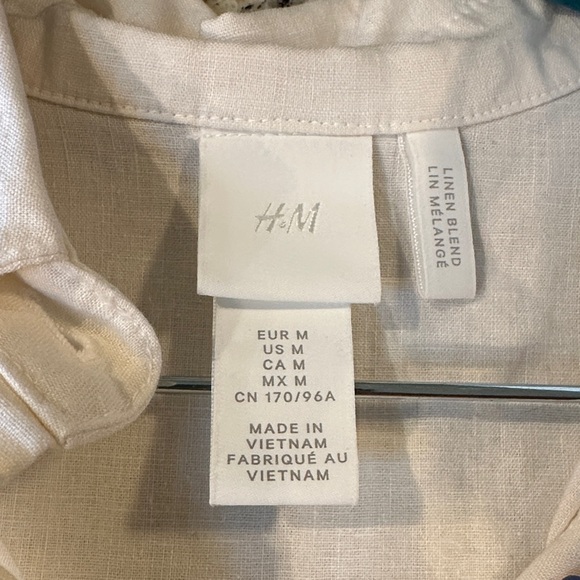 H&M
LINEN BLEND
LIN MÉLANGÉ
EUR M
US M
CA M
MX M
CN 170/96A
MADE IN
VIETNAM
FABRIQUÉ AU
VIETNAM